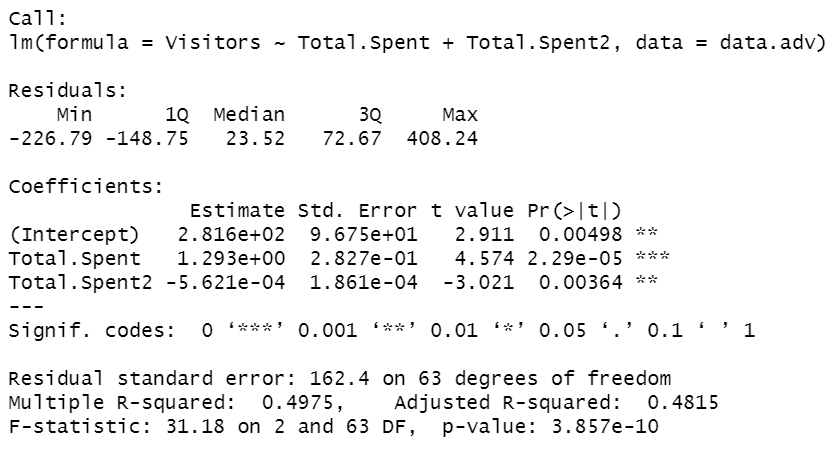 Call:
lm(formula = Visitors ~ Total.Spent + Total.Spent2, data = data.adv)
Residuals:
Min 1Q Median 3Q Max
-226.79 -148.75 23.52 72.67 408.24
Coefficients:
Estimate Std. Error t value Pr(>|t|)
(Intercept) 2.816e+02 9.675e+01 2.911 0.00498 **
Total.Spent 1.293e+00 2.827e-01 4.574 2.29e-05 ***
Total.Spent2 -5.621e-04 1.861e-04 -3.021 0.00364 **
---
Signif. codes: 0 ‘***’ 0.001 ‘**’ 0.01 ‘*’ 0.05 ‘.’ 0.1 ‘ ’ 1
Residual standard error: 162.4 on 63 degrees of freedom
Multiple R-squared: 0.4975, Adjusted R-squared: 0.4815
F-statistic: 31.18 on 2 and 63 DF, p-value: 3.857e-10